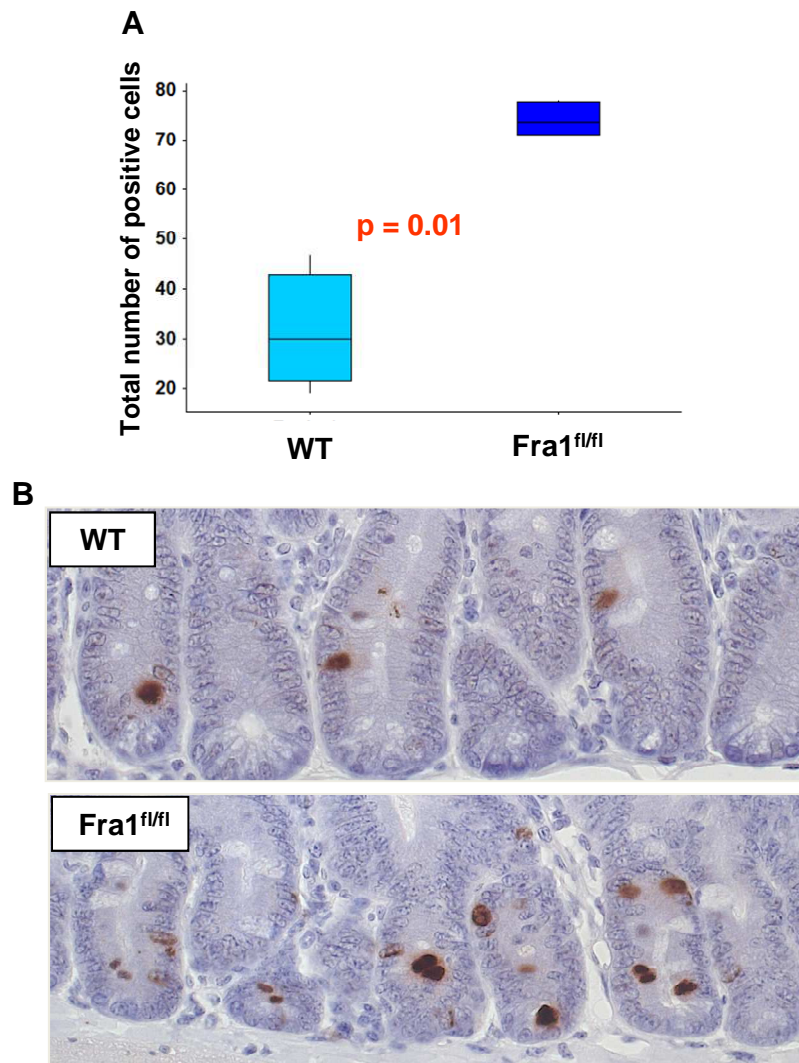 A
Total number of positive cells
80
70
60
50
40
30
20
p = 0.01
WT
Fra1fl/fl
B
WT
Fra1fl/fl